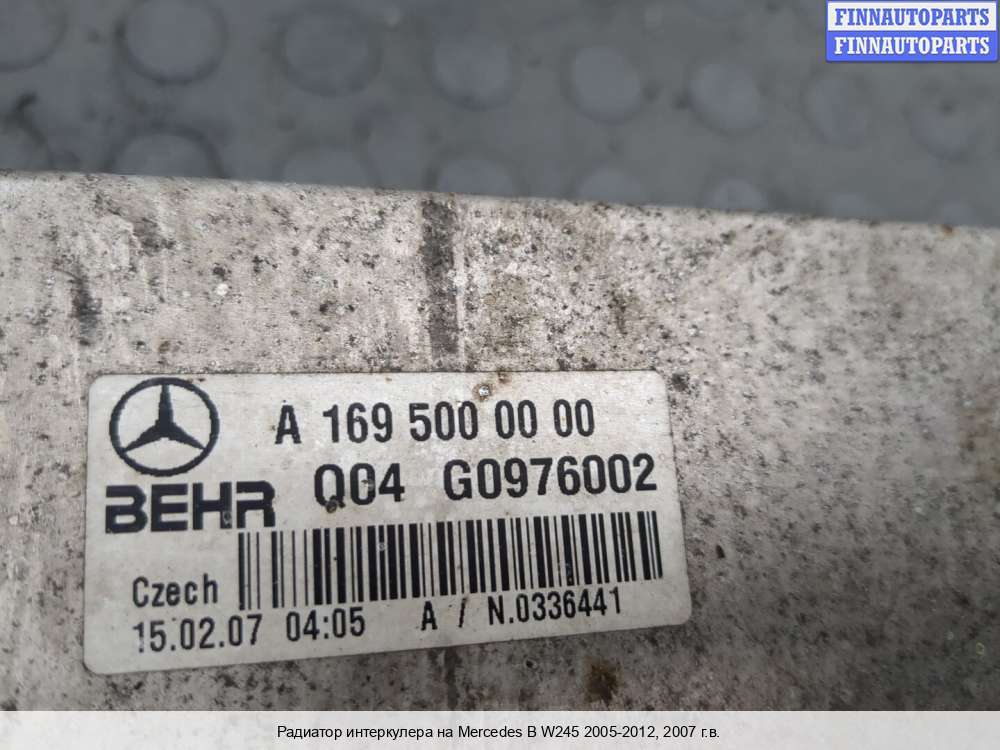 FINNAUTOPARTS
FINNAUTOPARTS
A 169 500 00 00
BEHR Q04 G0976002
Czech
15.02.07 04:05 A / N.0336441
Радиатор интеркулера на Mercedes B W245 2005-2012, 2007 г.в.